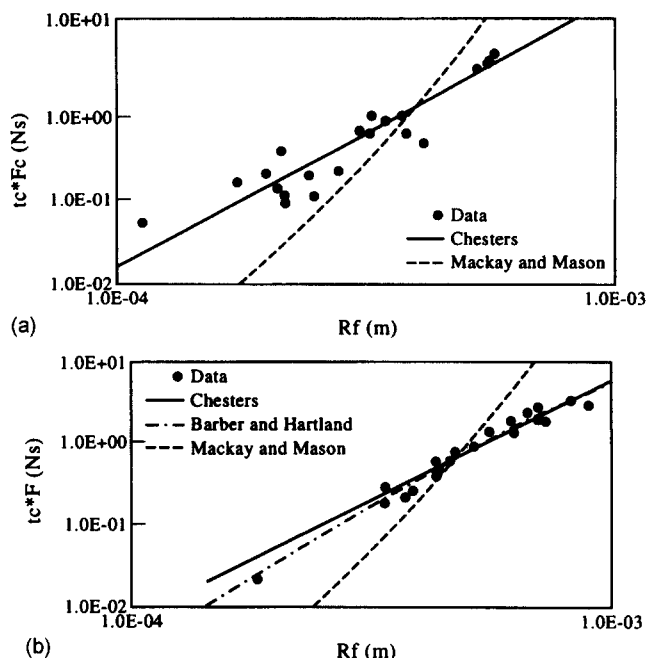 1.0E+01
1.0E+00
1.0E-01
1.0E-02
tc*Fc (Ns)
Data
Chesters
Mackay and Mason
1.0E-04
1.0E-03
(a)
Rf (m)
1.0E+01
1.0E+00
1.0E-01
1.0E-02
tc*F (Ns)
Data
Chesters
Barber and Hartland
Mackay and Mason
1.0E-04
1.0E-03
(b)
Rf (m)